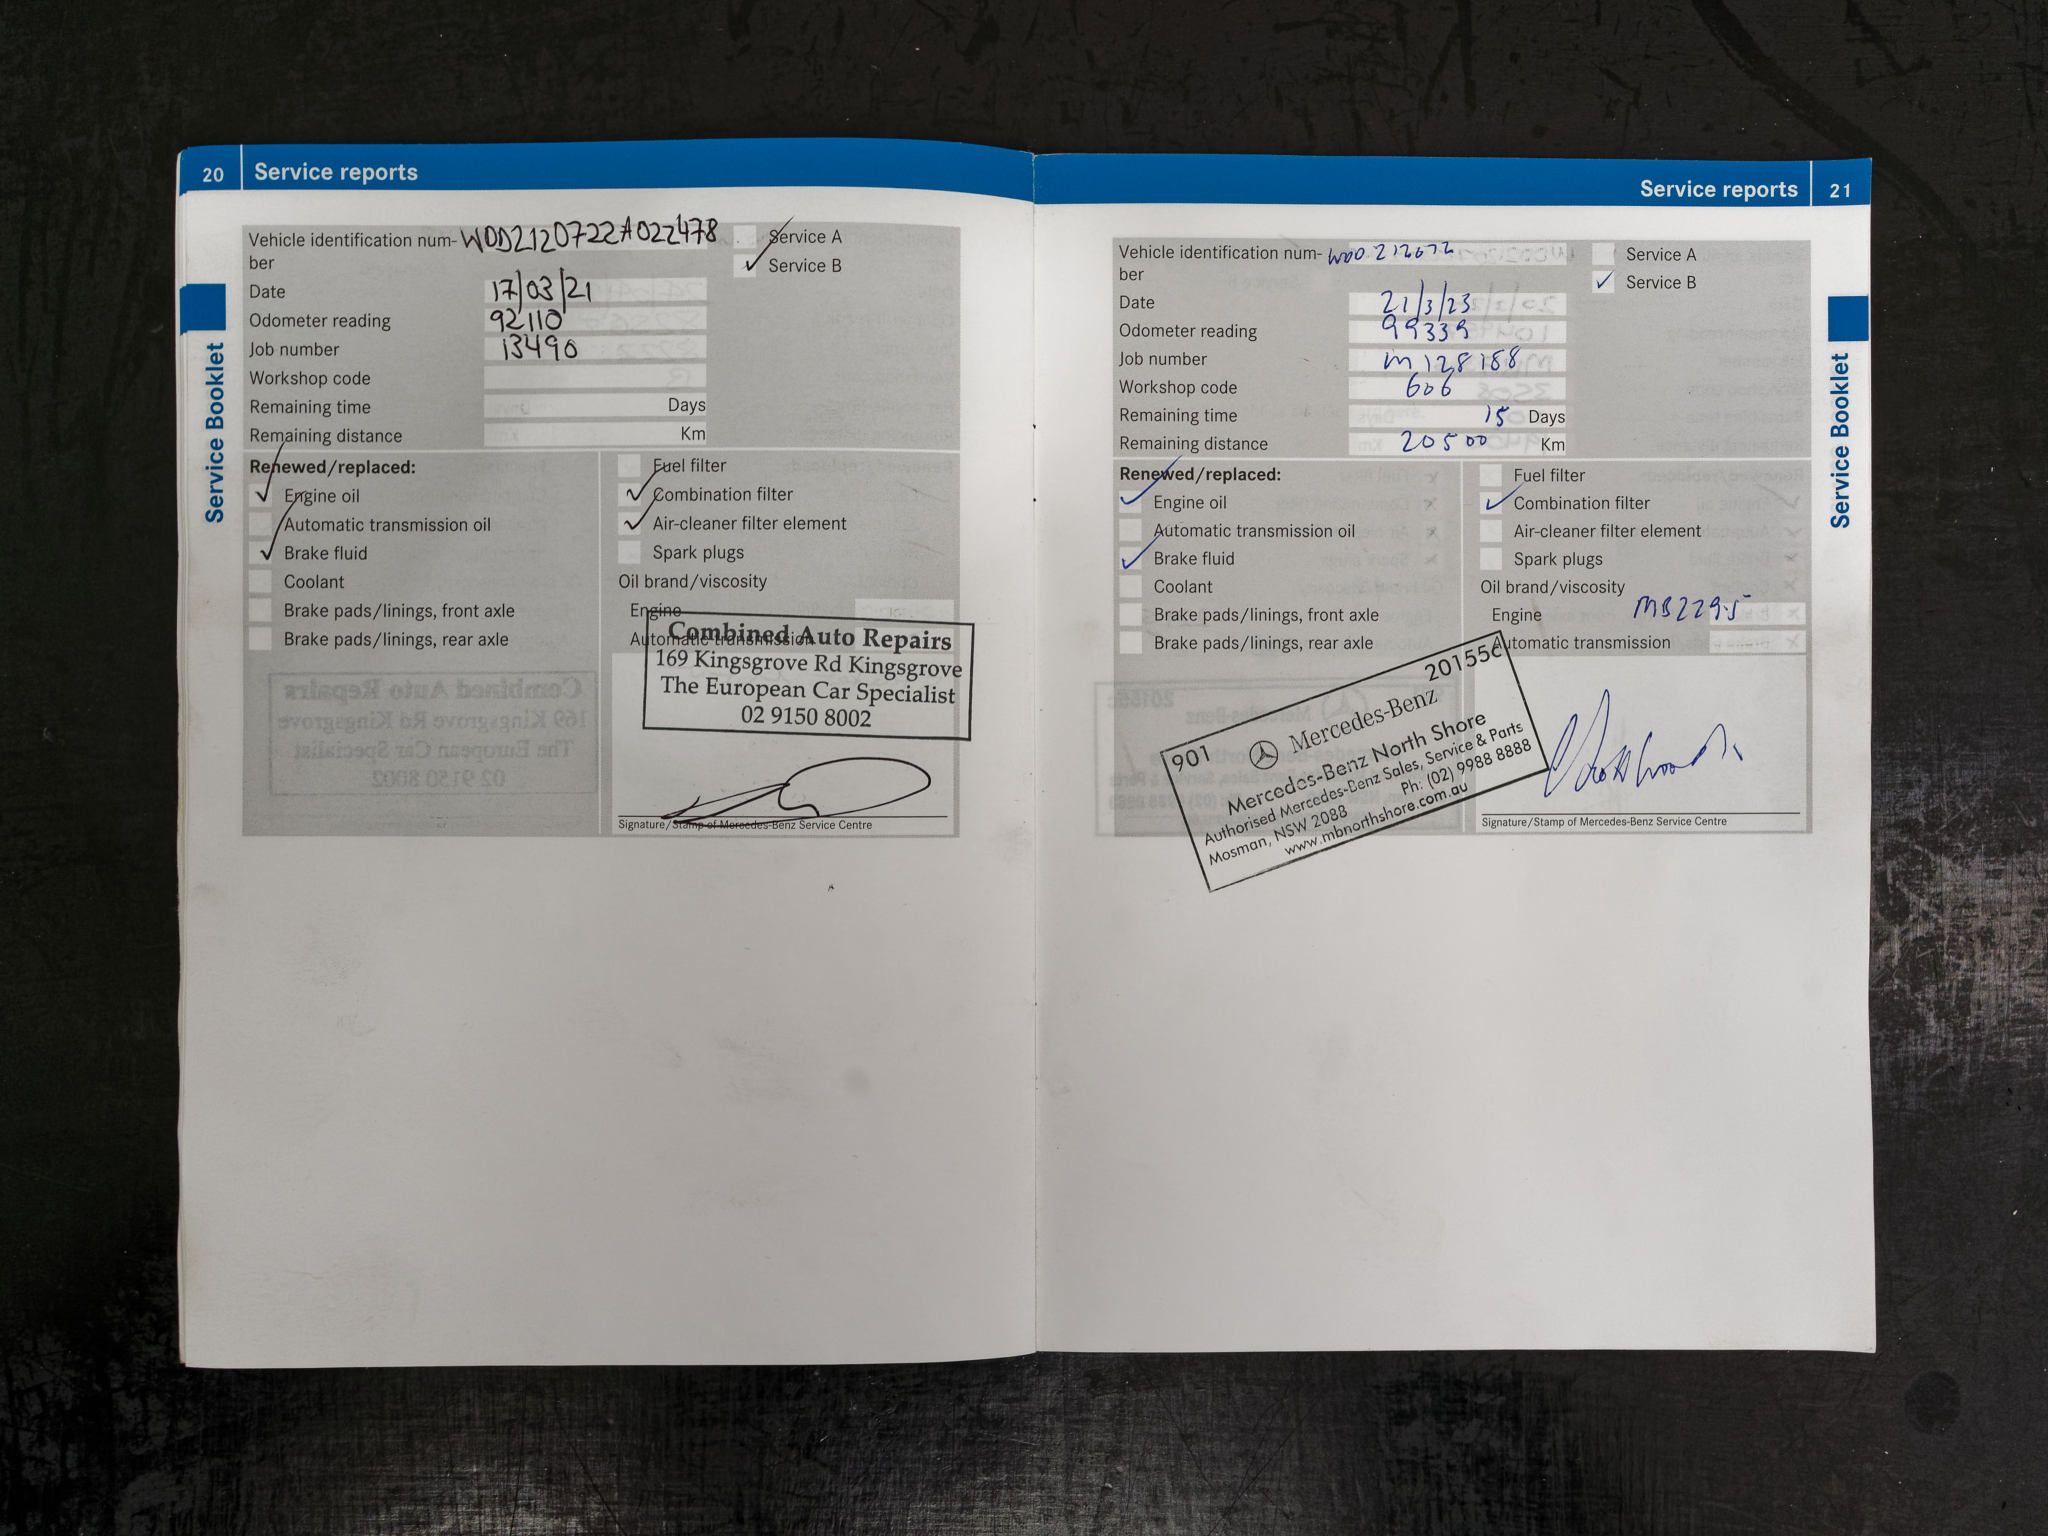 20 Service reports
Vehicle identification num- WDD2120722A022478
ber
Service A
✓ Service B
Date 17/03/21
Odometer reading 92110
Job number 13490
Workshop code
Remaining time Days
Remaining distance Km
Renewed/replaced:
✓ Engine oil
Automatic transmission oil
✓ Brake fluid
Coolant
Brake pads/linings, front axle
Brake pads/linings, rear axle
Fuel filter
✓ Combination filter
✓ Air-cleaner filter element
Spark plugs
Oil brand/viscosity
Engine
Automatic transmission
Combined Auto Repairs
169 Kingsgrove Rd Kingsgrove
The European Car Specialist
02 9150 8002
Signature/Stamp of Mercedes-Benz Service Centre
Service Booklet
Service reports 21
Vehicle identification num-
ber
Service A
✓ Service B
Date 21/3/23
Odometer reading 99339
Job number M128188
Workshop code 606
Remaining time 15 Days
Remaining distance 20500 Km
Renewed/replaced:
✓ Engine oil
Automatic transmission oil
✓ Brake fluid
Coolant
Brake pads/linings, front axle
Brake pads/linings, rear axle
Fuel filter
✓ Combination filter
Air-cleaner filter element
Spark plugs
Oil brand/viscosity
Engine MB229.5
Automatic transmission
901 Mercedes-Benz 20155c
Mercedes-Benz North Shore
Authorised Mercedes-Benz Sales, Service & Parts
Mosman, NSW 2088 Ph: (02) 9988 8888
www.mbnorthshore.com.au
Signature/Stamp of Mercedes-Benz Service Centre
Service Booklet